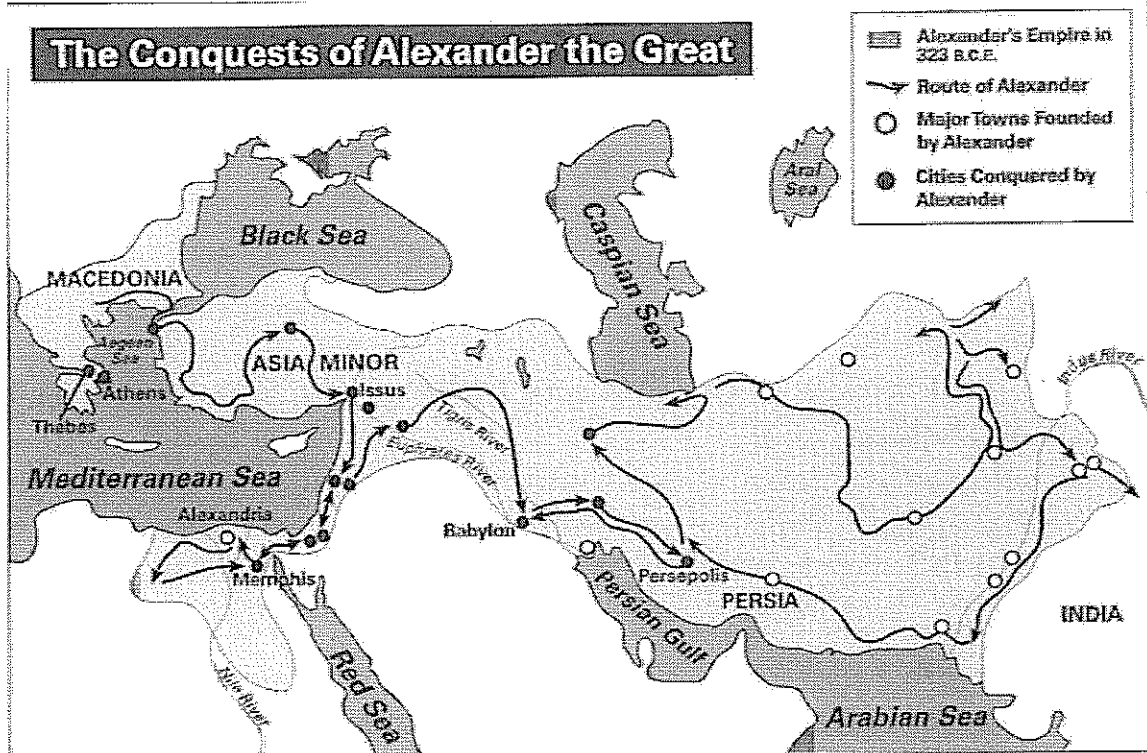 The Conquests of Alexander the Great
Alexander's Empire in
323 B.C.E.
Route of Alexander
Major Towns Founded
by Alexander
Cities Conquered by
Alexander
Aral
Sea
Black Sea
Caspian Sea
MACEDONIA
Aegean
Sea
ASIA MINOR
Issus
Athens
Thebes
Tigris River
Euphrates River
Indus River
Mediterranean Sea
Alexandria
Babylon
Memphis
Persepolis
PERSIA
Persian Gulf
INDIA
Nile River
Red Sea
Arabian Sea